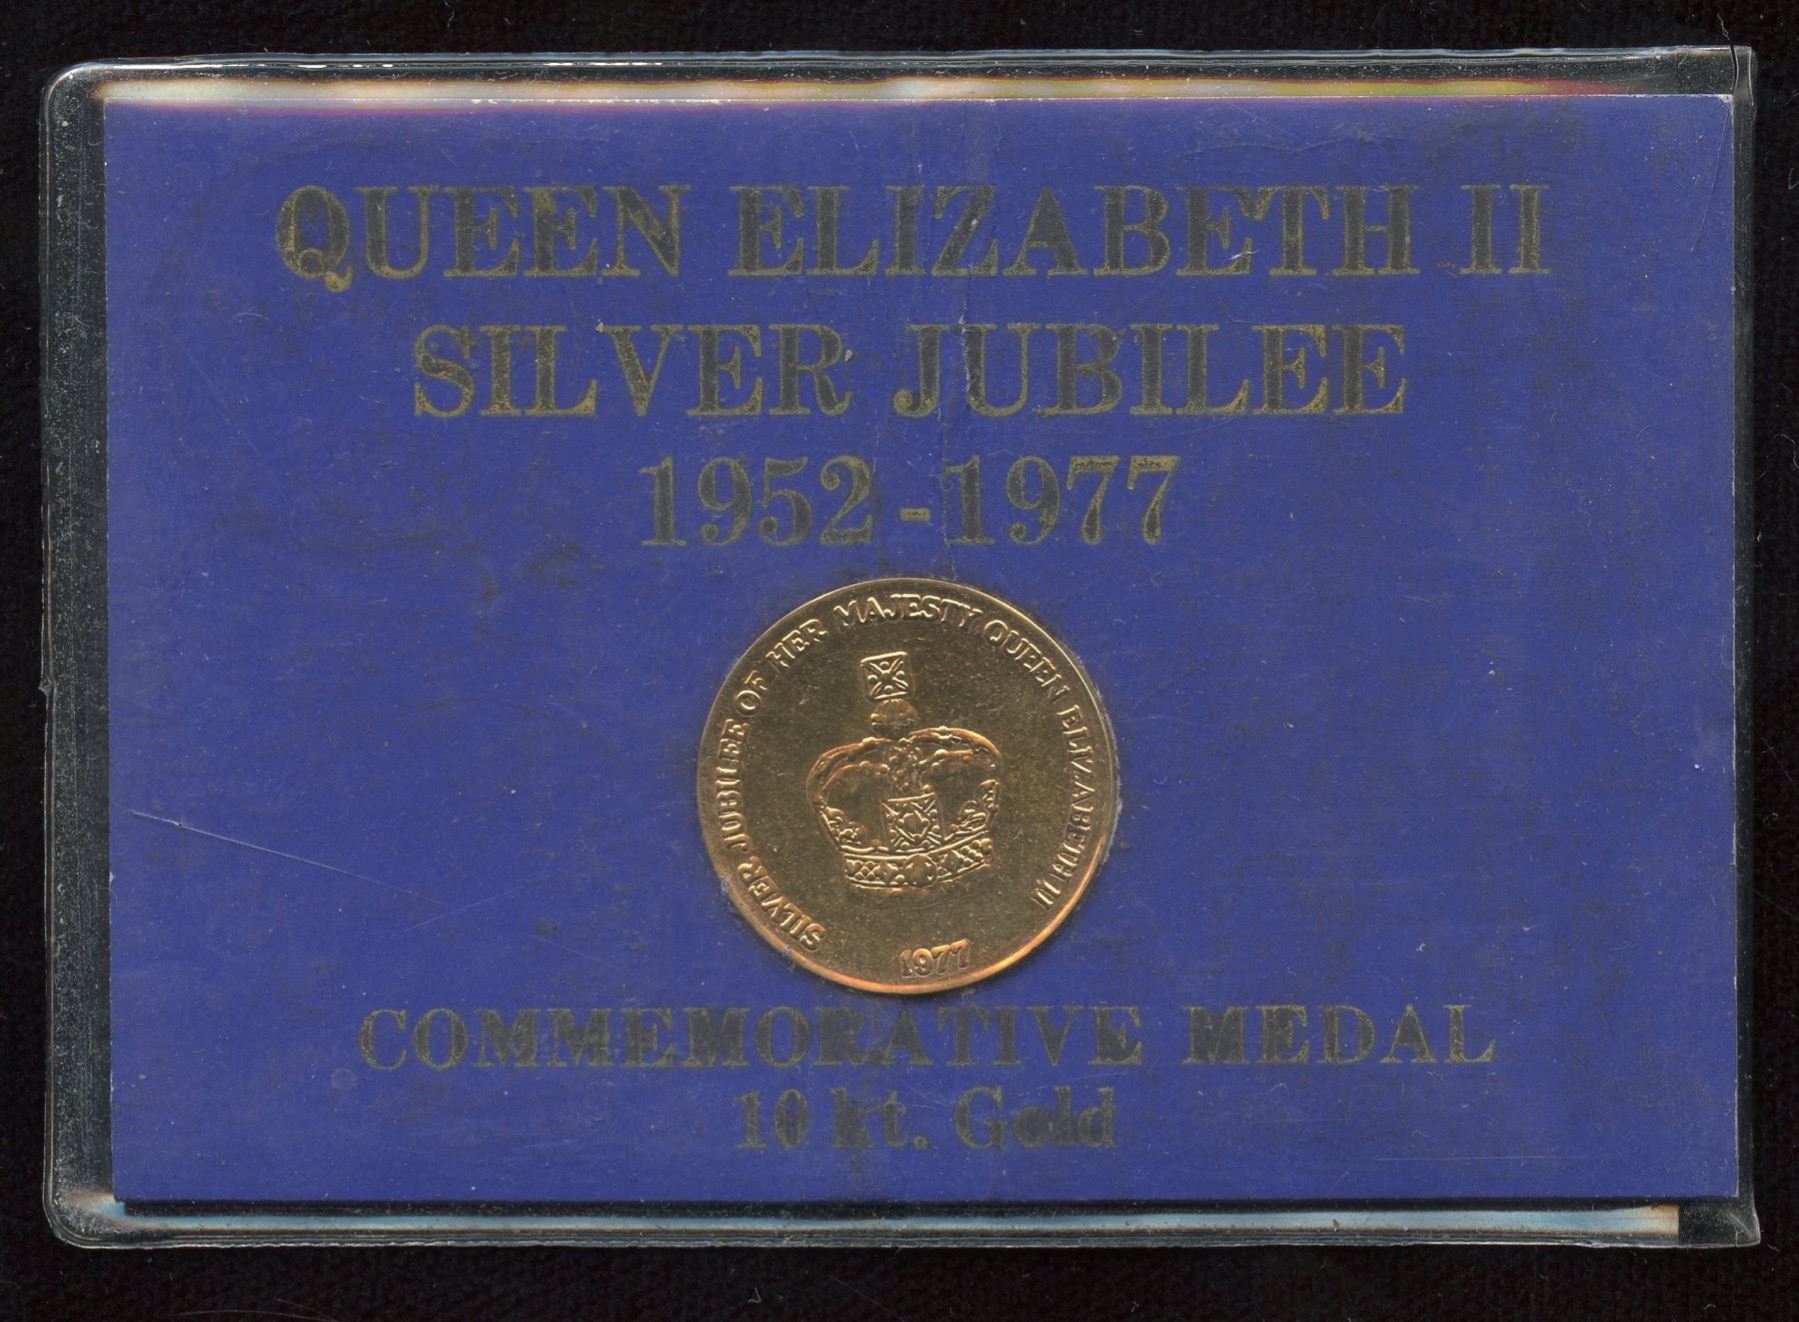 QUEEN ELIZABETH II
SILVER JUBILEE
1952-1977
SILVER JUBILEE OF HER MAJESTY QUEEN ELIZABETH II
1977
COMMEMORATIVE MEDAL
10 kt. Gold